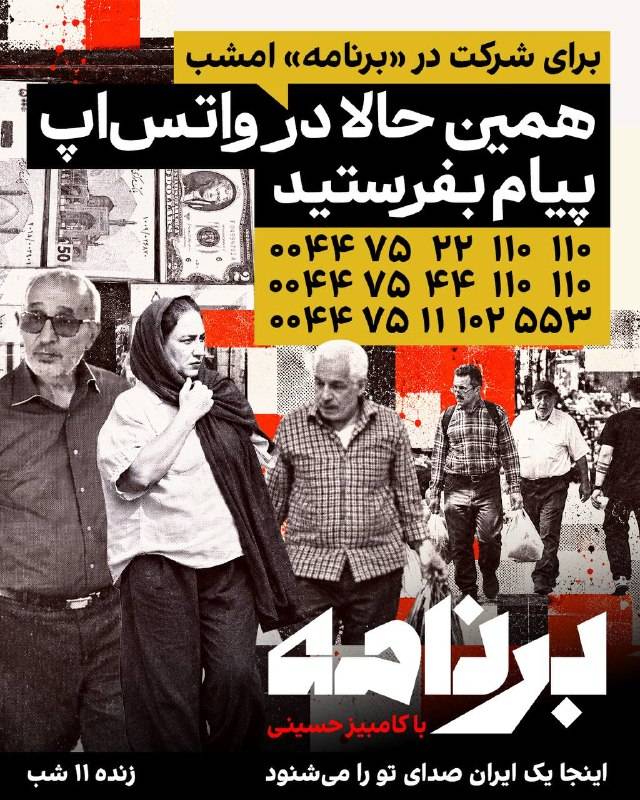 برای شرکت در «برنامه» امشب
همین حالا در واتس‌اپ
پیام بفرستید
۰۰۴۴ ۷۵ ۲۲ ۱۱۰ ۱۱۰
۰۰۴۴ ۷۵ ۴۴ ۱۱۰ ۱۱۰
۰۰۴۴ ۷۵ ۱۱ ۱۰۲ ۵۵۳
برنامه
با کامبیز حسینی
اینجا یک ایران صدای تو را می‌شنود
زنده ۱۱ شب